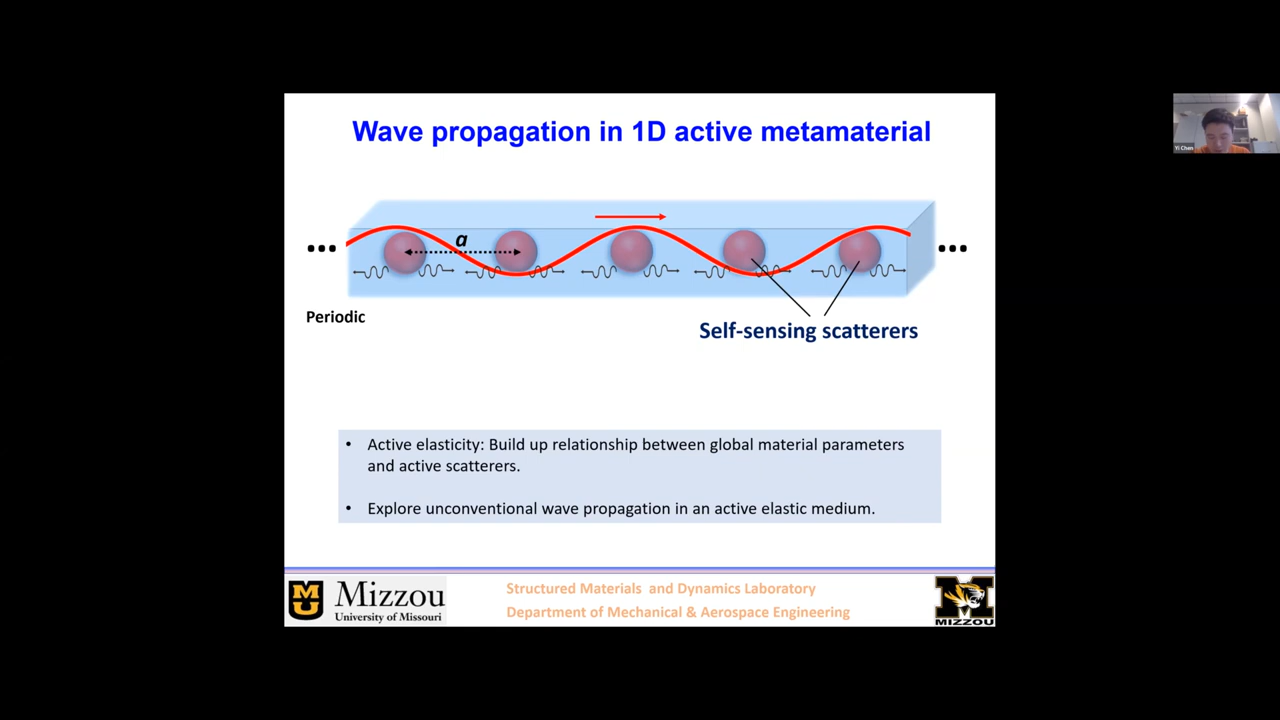 Wave propagation in 1D active metamaterial
Yi Chen
a
••• •••
Periodic
Self-sensing scatterers
• Active elasticity: Build up relationship between global material parameters
and active scatterers.
• Explore unconventional wave propagation in an active elastic medium.
MU
Mizzou
University of Missouri
Structured Materials and Dynamics Laboratory
Department of Mechanical & Aerospace Engineering
M
MIZZOU